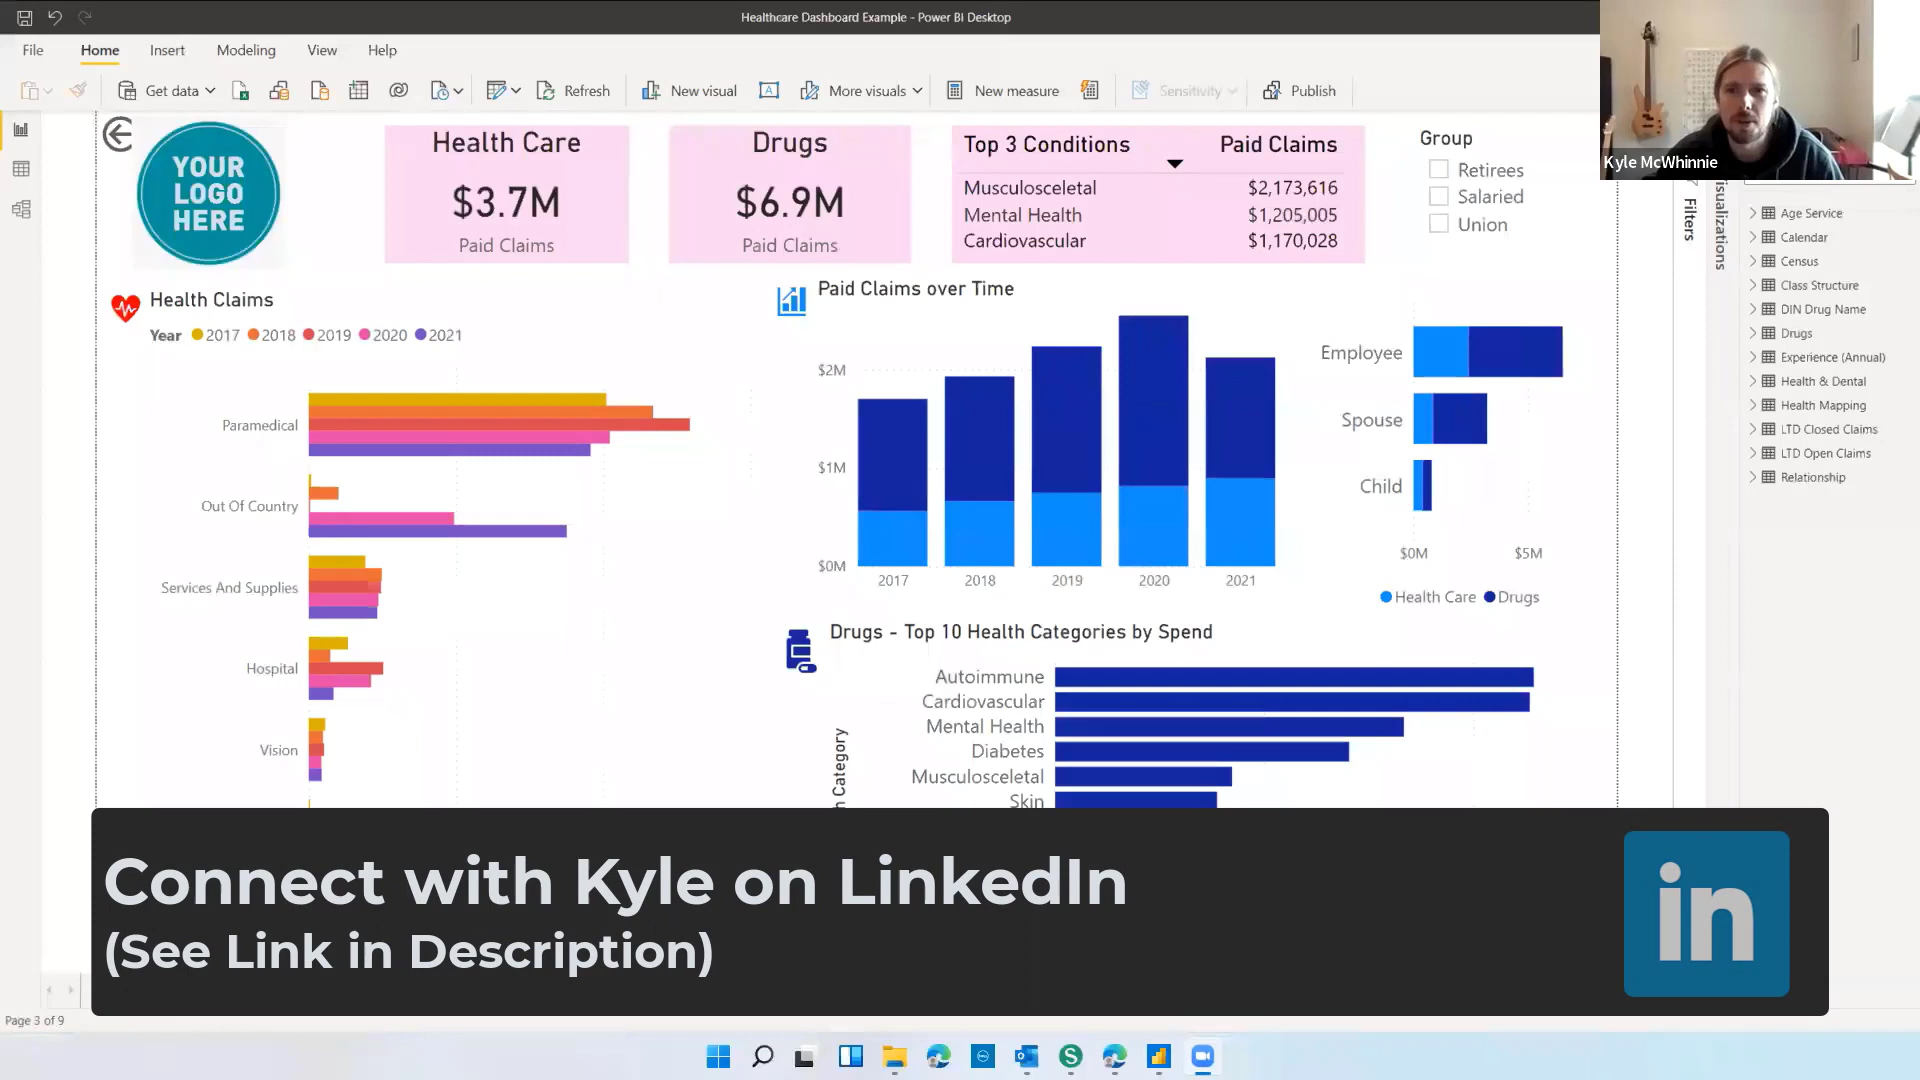 Healthcare Dashboard Example - Power BI Desktop
File Home Insert Modeling View Help
Get data Refresh New visual A More visuals New measure Sensitivity Publish
Kyle McWhinnie
YOUR
LOGO
HERE
Health Care
$3.7M
Paid Claims
Drugs
$6.9M
Paid Claims
Top 3 Conditions Paid Claims
Musculosceletal $2,173,616
Mental Health $1,205,005
Cardiovascular $1,170,028
Group
Retirees
Salaried
Union
Filters
Age Service
Calendar
Census
Class Structure
DIN Drug Name
Drugs
Experience (Annual)
Health & Dental
Health Mapping
LTD Closed Claims
LTD Open Claims
Relationship
Health Claims
Year 2017 2018 2019 2020 2021
Paramedical
Out Of Country
Services And Supplies
Hospital
Vision
Paid Claims over Time
$2M
$1M
$0M
2017 2018 2019 2020 2021
Employee
Spouse
Child
$0M $5M
Health Care Drugs
Drugs - Top 10 Health Categories by Spend
Category
Autoimmune
Cardiovascular
Mental Health
Diabetes
Musculosceletal
Skin
Connect with Kyle on LinkedIn
(See Link in Description)
in
Page 3 of 9
S